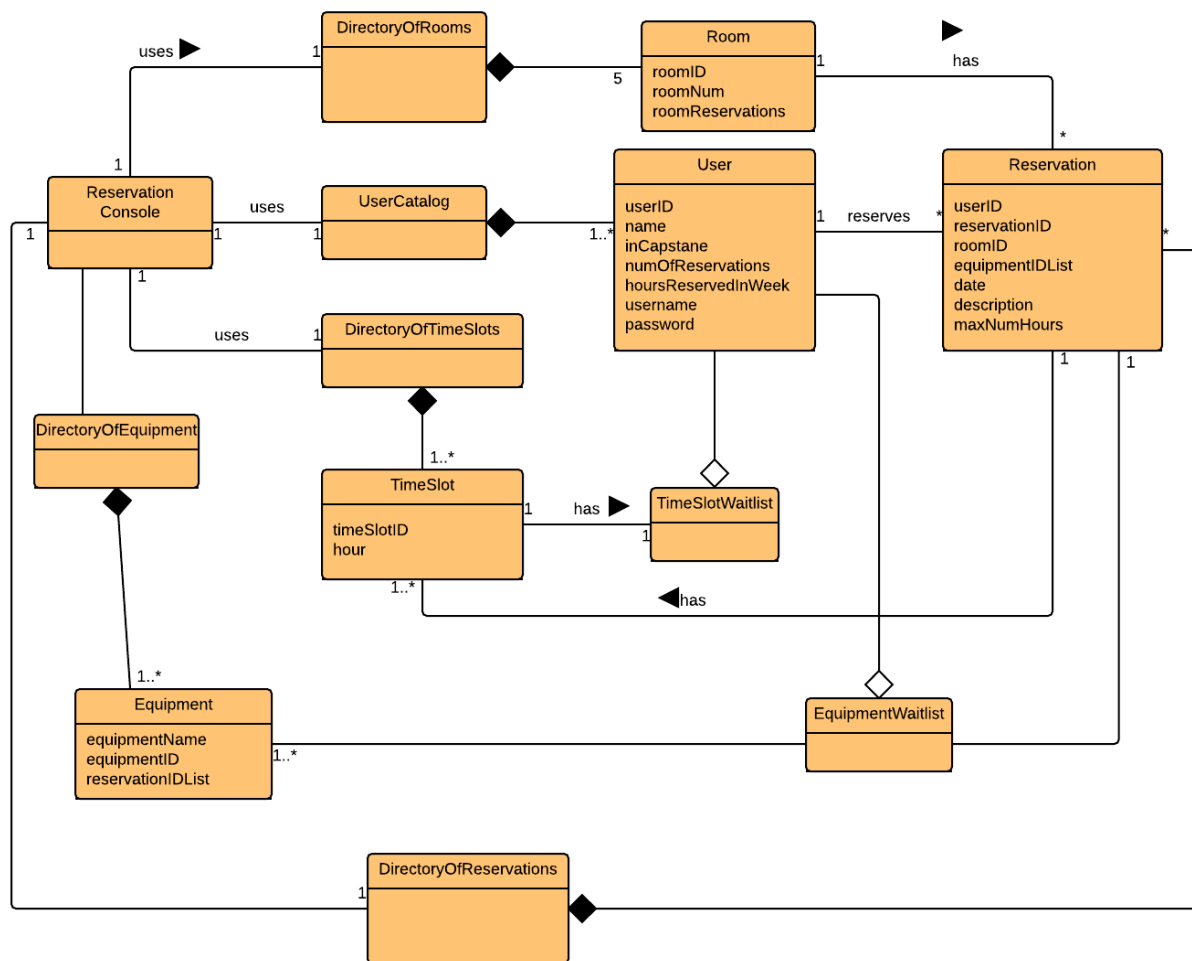 DirectoryOfRooms
uses
1
1
5
Room
roomID
roomNum
roomReservations
1
has
*
Reservation
Console
1
1
1
uses
UserCatalog
1
1..*
User
userID
name
inCapstane
numOfReservations
hoursReservedInWeek
username
password
1
reserves
*
Reservation
userID
reservationID
roomID
equipmentIDList
date
description
maxNumHours
*
1
1
uses
1
DirectoryOfTimeSlots
DirectoryOfEquipment
1..*
TimeSlot
timeSlotID
hour
1
has
1
TimeSlotWaitlist
1..*
has
1..*
Equipment
equipmentName
equipmentID
reservationIDList
1..*
EquipmentWaitlist
DirectoryOfReservations
1